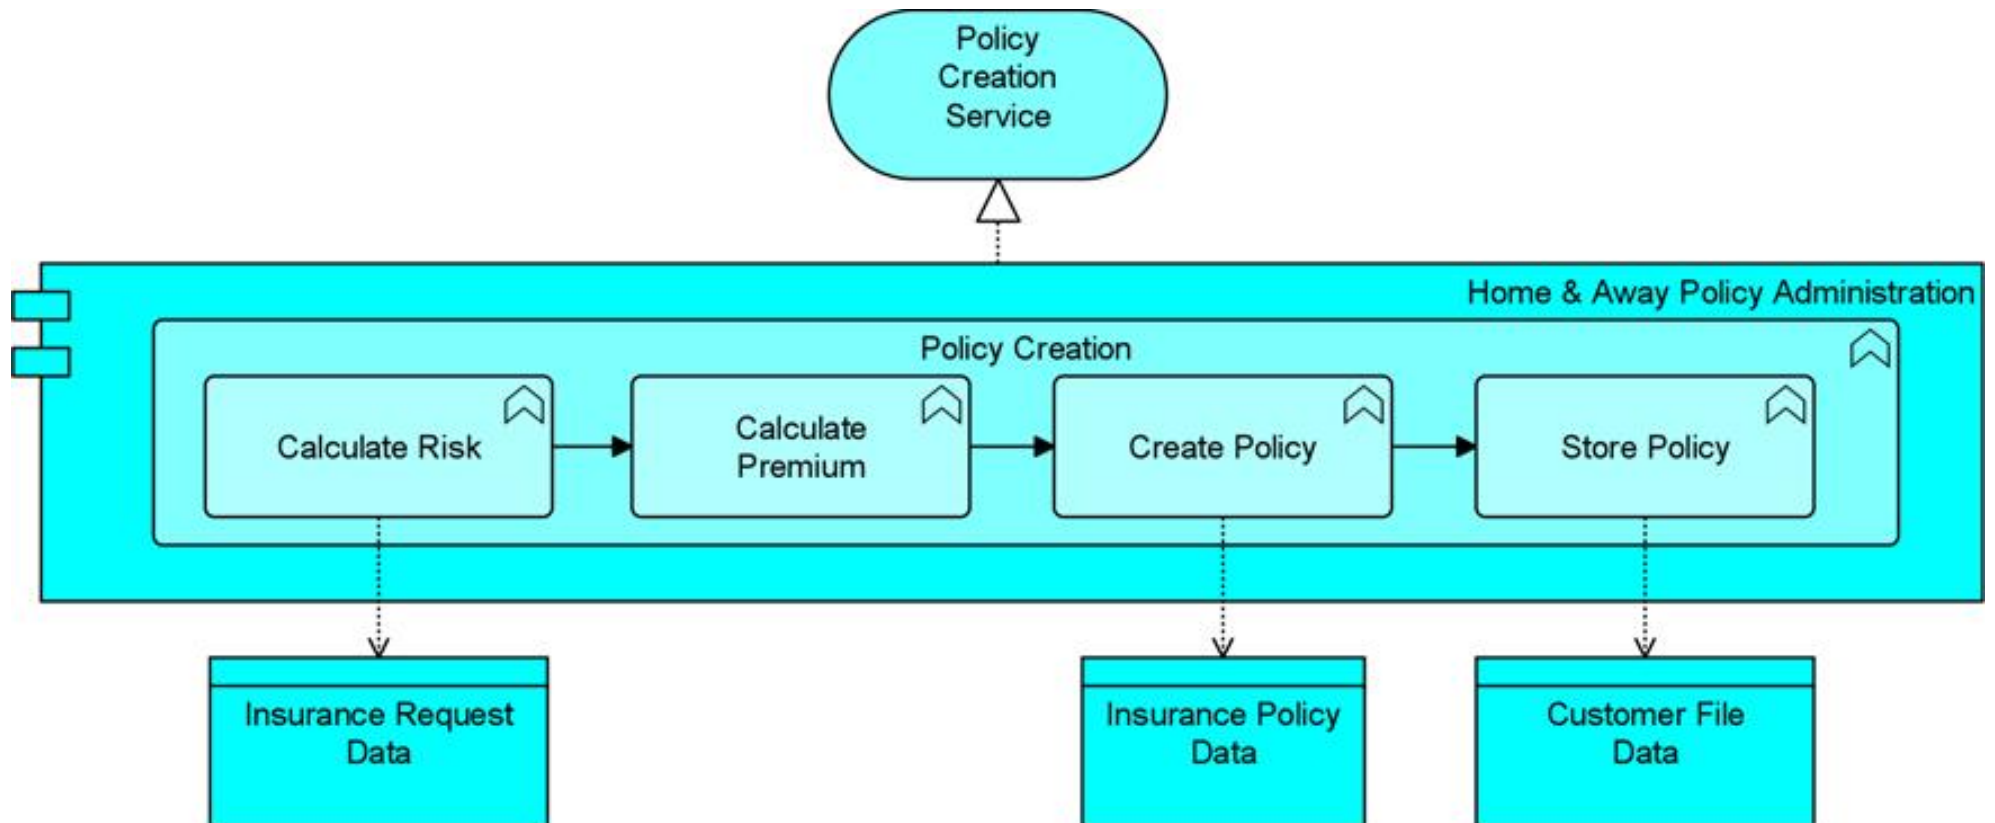 Policy
Creation
Service
Home & Away Policy Administration
Policy Creation
Calculate Risk
Calculate
Premium
Create Policy
Store Policy
Insurance Request
Data
Insurance Policy
Data
Customer File
Data